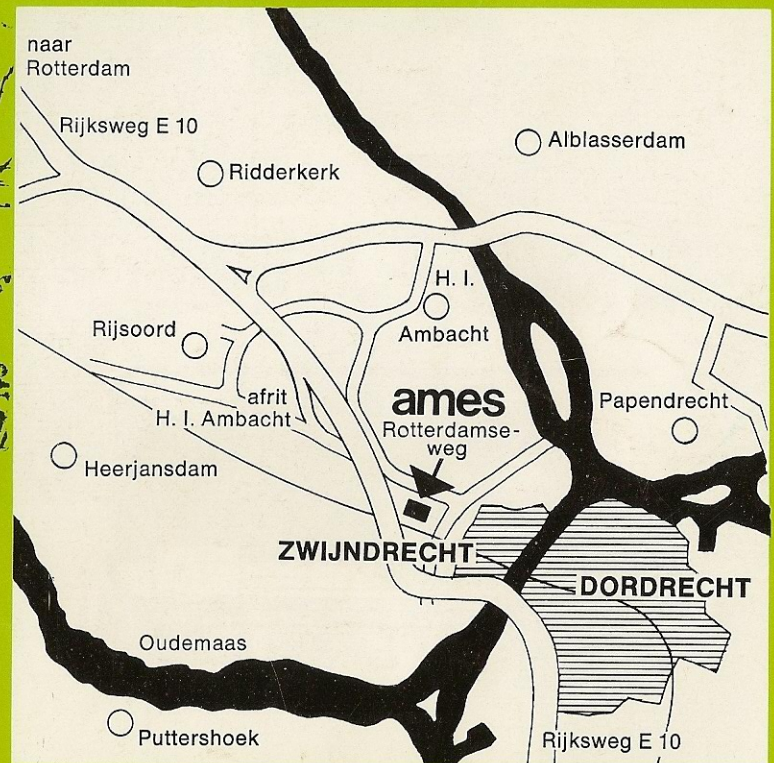 naar
Rotterdam
Rijksweg E 10
Alblasserdam
Ridderkerk
H. I.
Ambacht
Rijsoord
afrit
H. I. Ambacht
ames
Rotterdamse-
weg
Papendrecht
Heerjansdam
ZWIJNDRECHT
DORDRECHT
Oudemaas
Puttershoek
Rijksweg E 10